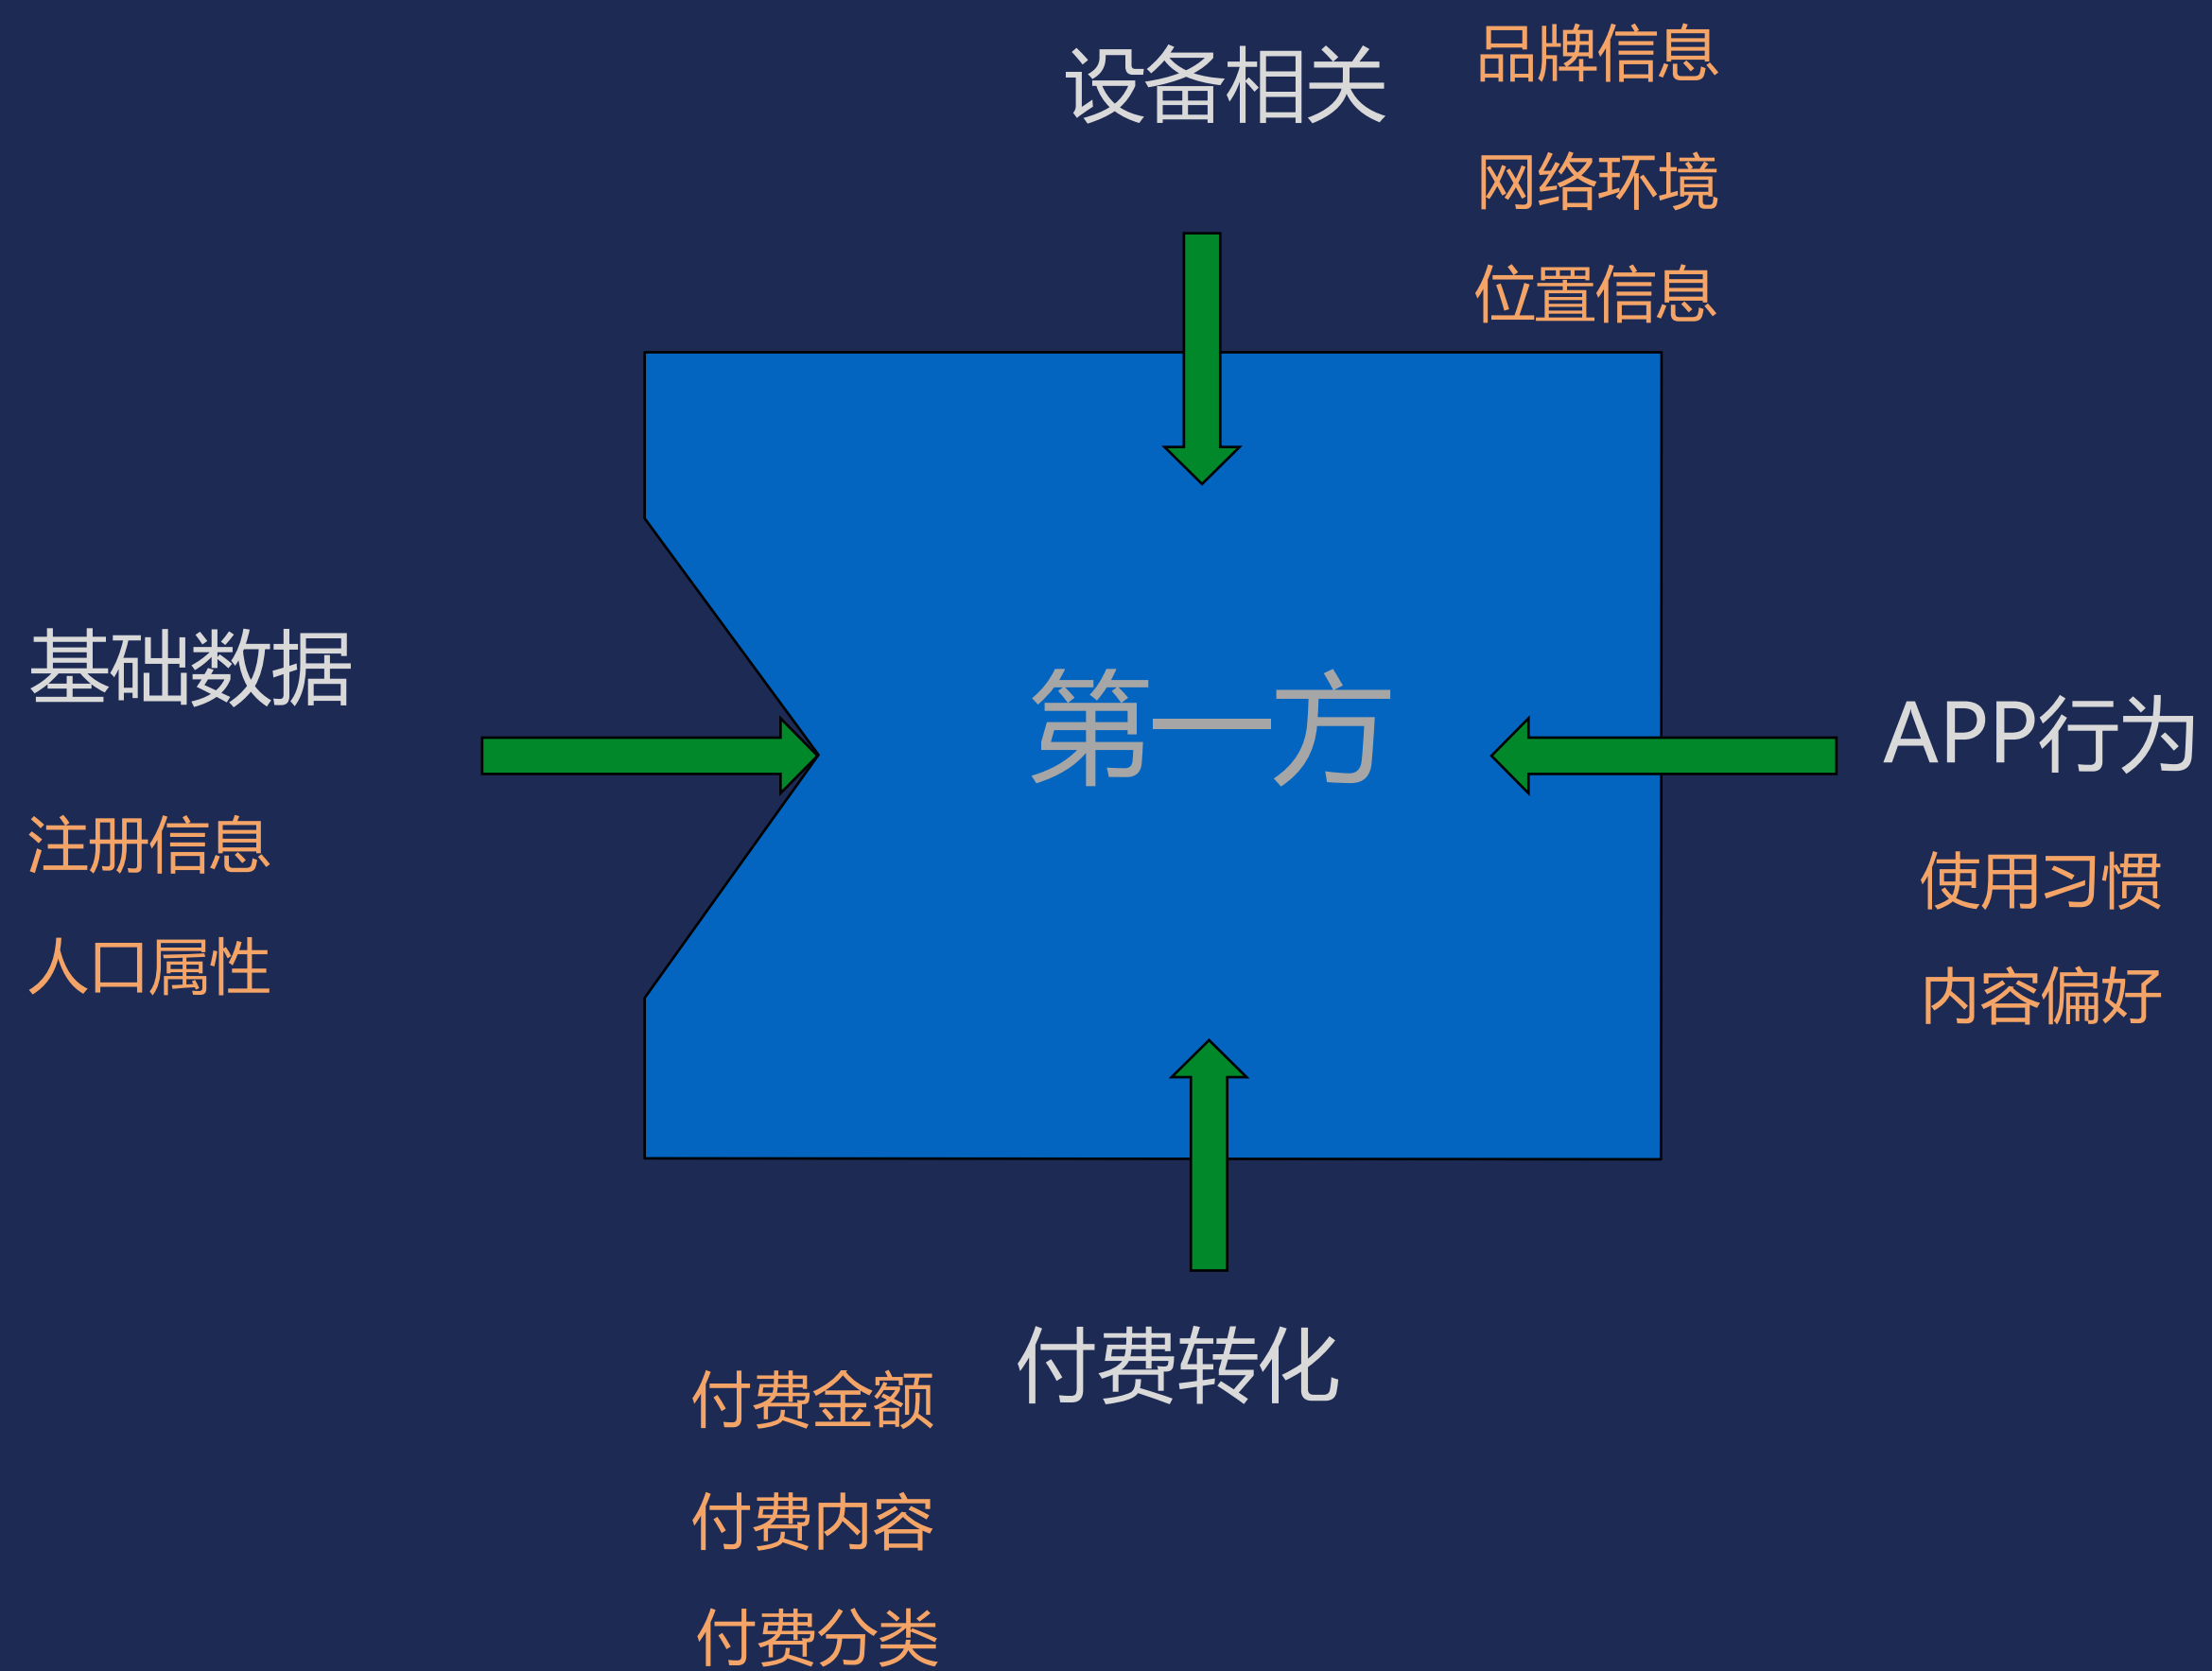 设备相关
品牌信息
网络环境
位置信息
基础数据
注册信息
人口属性
第一方
APP行为
使用习惯
内容偏好
付费转化
付费金额
付费内容
付费分类